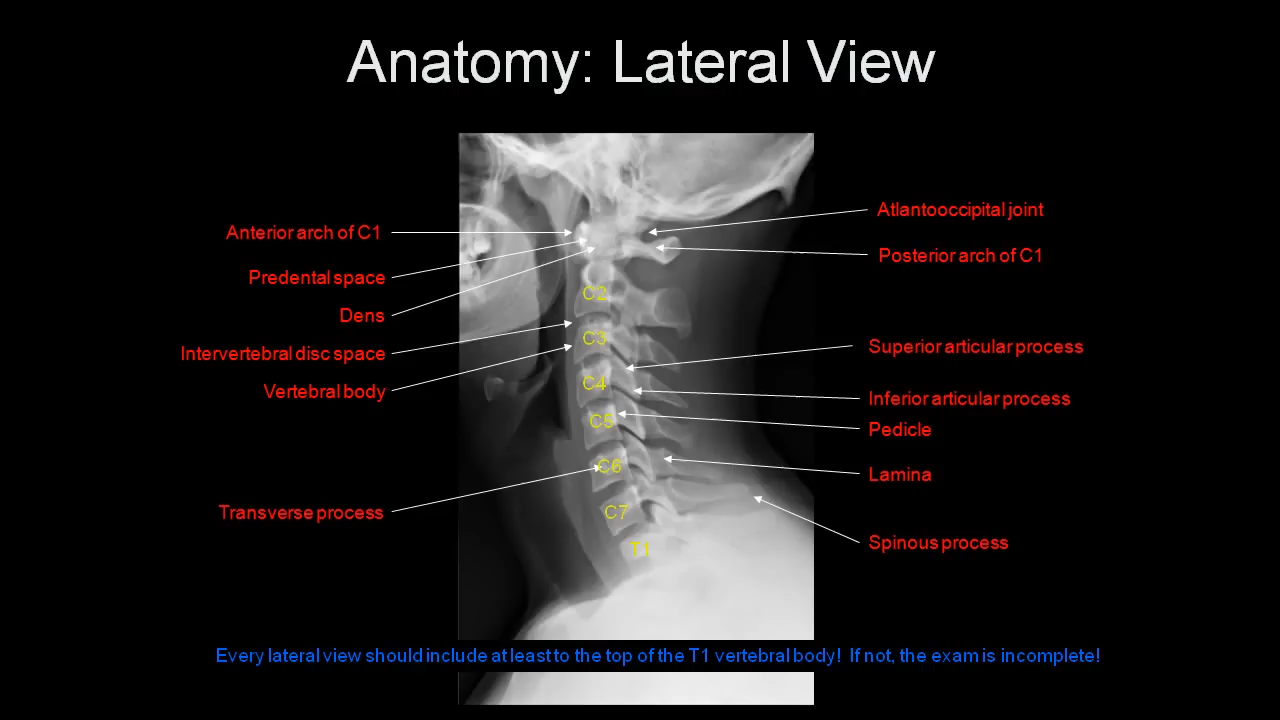 Anatomy: Lateral View
Anterior arch of C1
Predental space
Dens
Intervertebral disc space
Vertebral body
Transverse process
C2
C3
C4
C5
C6
C7
T1
Atlantooccipital joint
Posterior arch of C1
Superior articular process
Inferior articular process
Pedicle
Lamina
Spinous process
Every lateral view should include at least to the top of the T1 vertebral body! If not, the exam is incomplete!